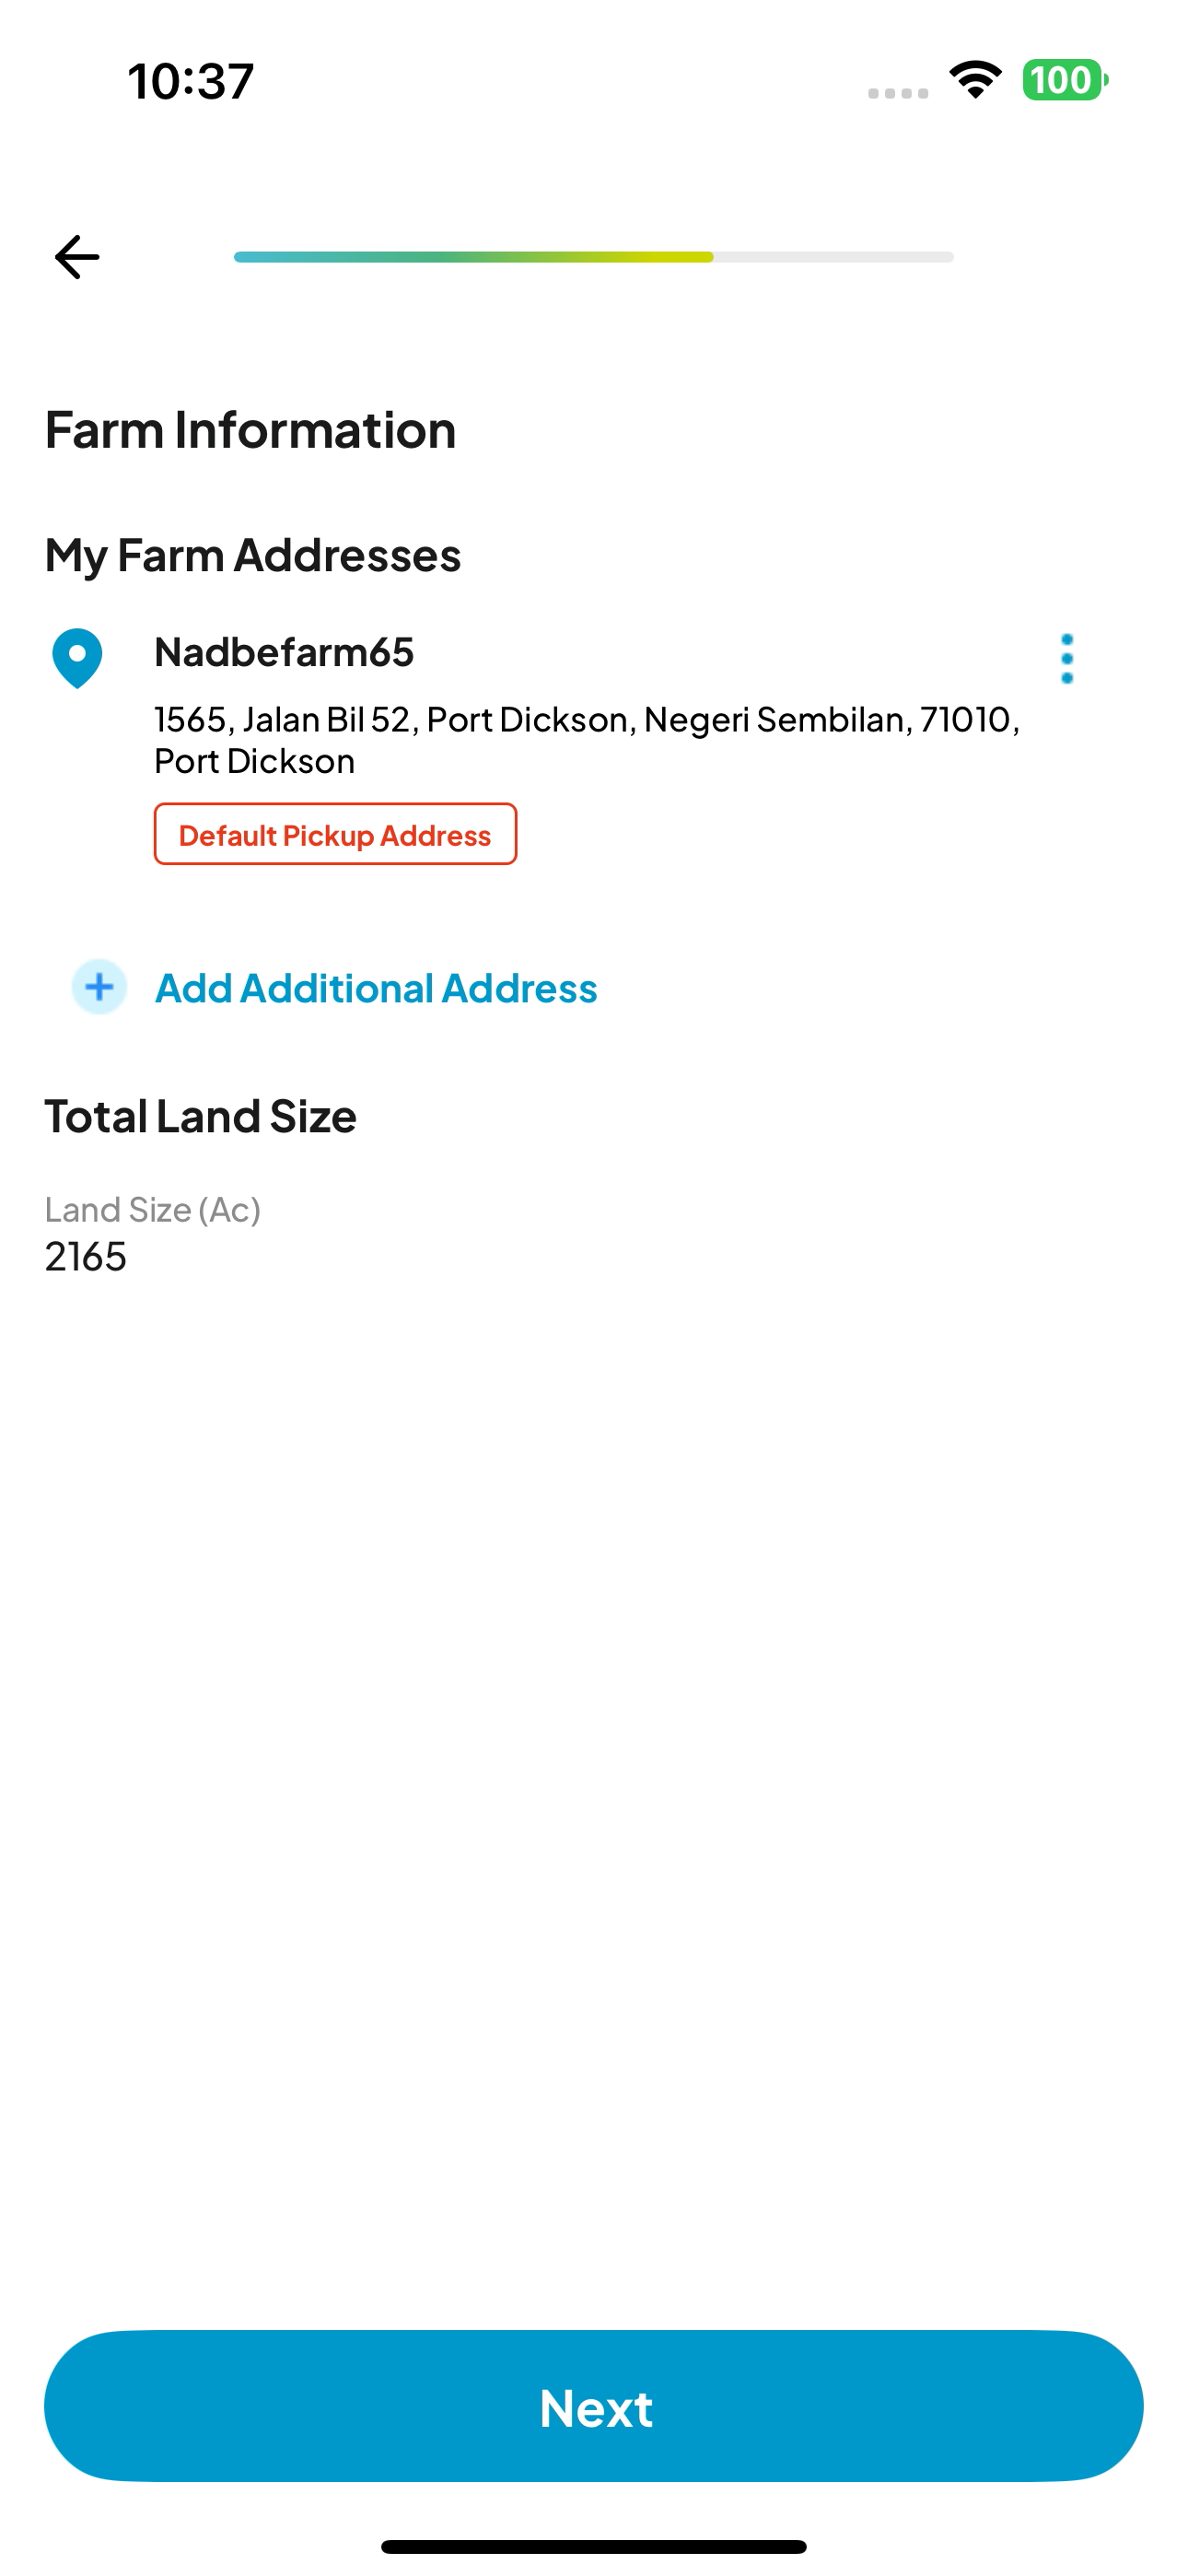 10:37
100
Farm Information
My Farm Addresses
Nadbefarm65
1565, Jalan Bil 52, Port Dickson, Negeri Sembilan, 71010,
Port Dickson
Default Pickup Address
Add Additional Address
Total Land Size
Land Size (Ac)
2165
Next